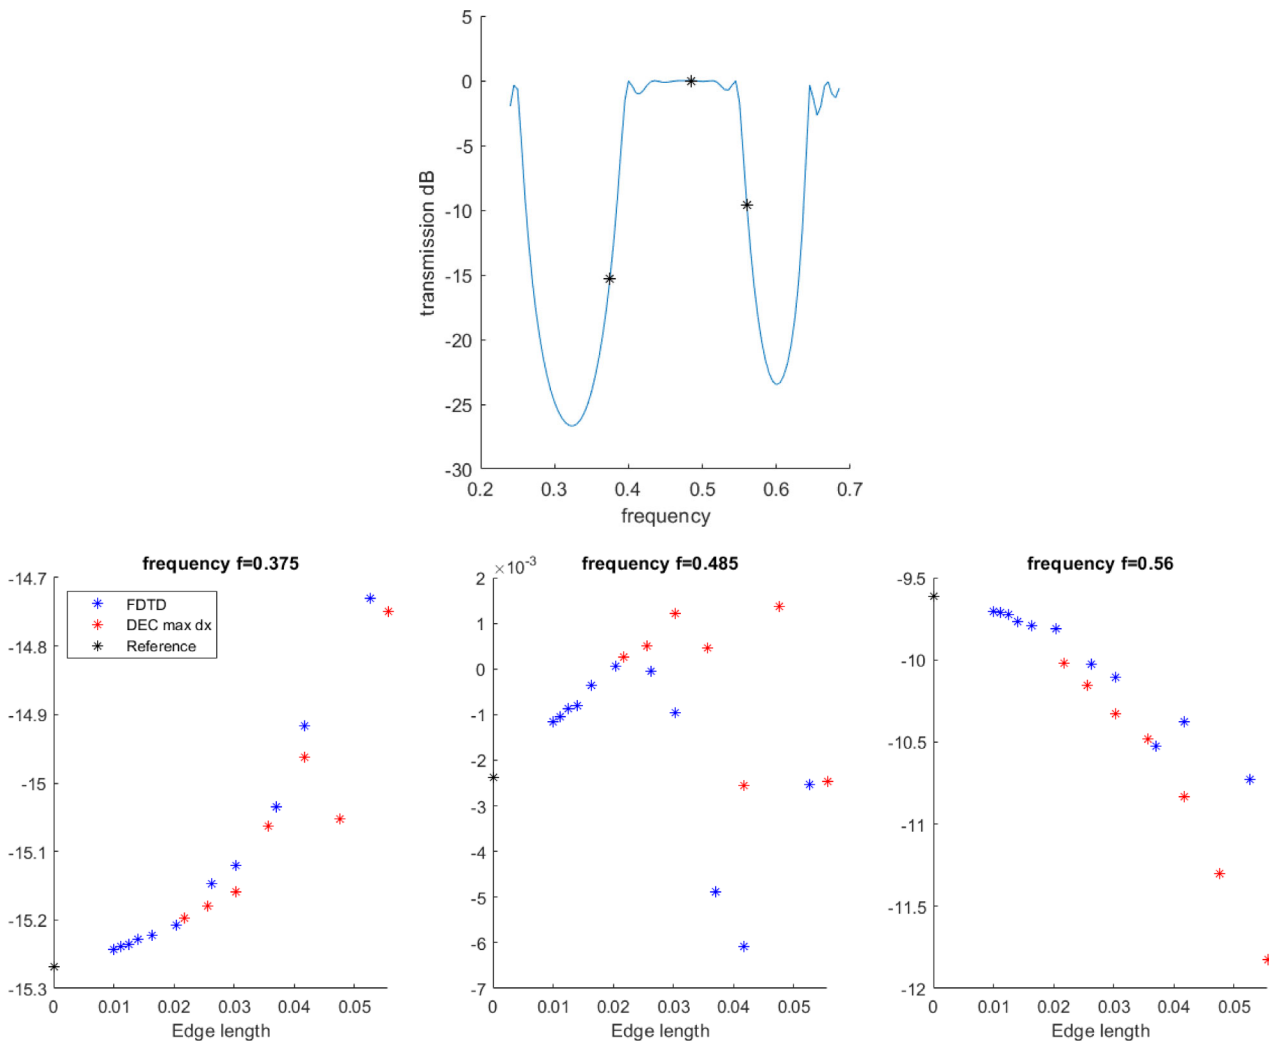 5
0
-5
-10
-15
-20
-25
-30
transmission dB
0.2 0.3 0.4 0.5 0.6 0.7
frequency
frequency f=0.375
-14.7
-14.8
-14.9
-15
-15.1
-15.2
-15.3
FDTD
DEC max dx
Reference
0 0.01 0.02 0.03 0.04 0.05
Edge length
frequency f=0.485
×10⁻³
2
1
0
-1
-2
-3
-4
-5
-6
-7
0 0.01 0.02 0.03 0.04 0.05
Edge length
frequency f=0.56
-9.5
-10
-10.5
-11
-11.5
-12
0 0.01 0.02 0.03 0.04 0.05
Edge length